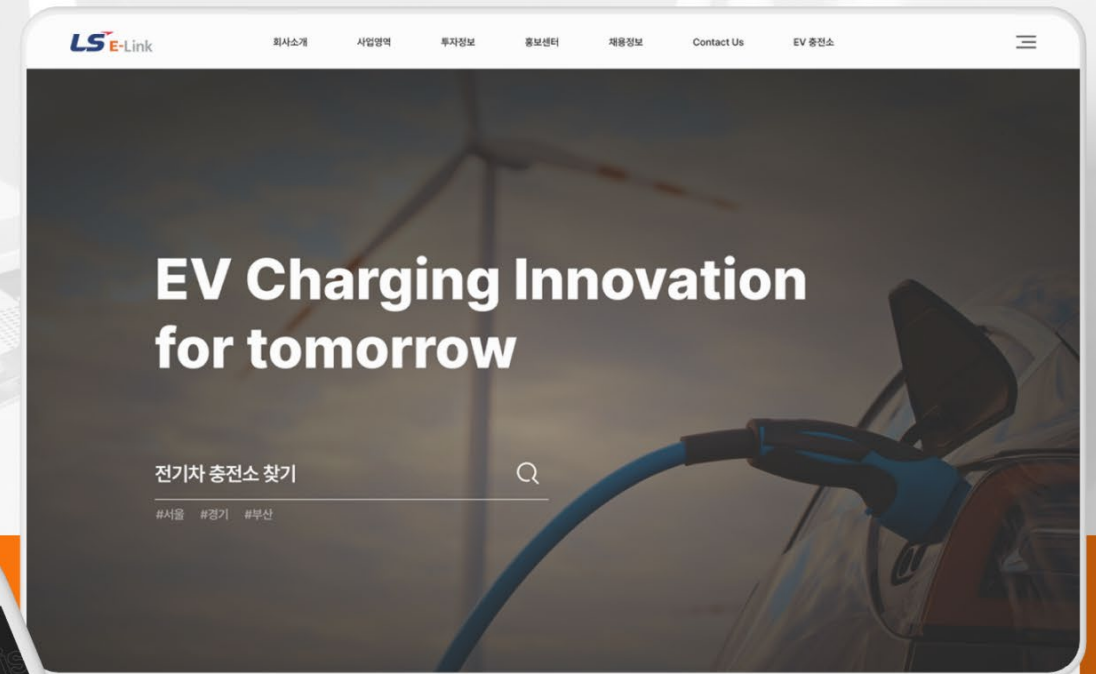 LS E-Link
회사소개 사업영역 투자정보 홍보센터 채용정보 Contact Us EV 충전소
EV Charging Innovation
for tomorrow
전기차 충전소 찾기
#서울 #경기 #부산